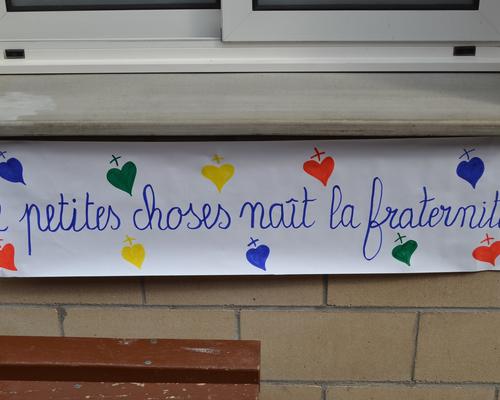 petites choses naît la fraternit